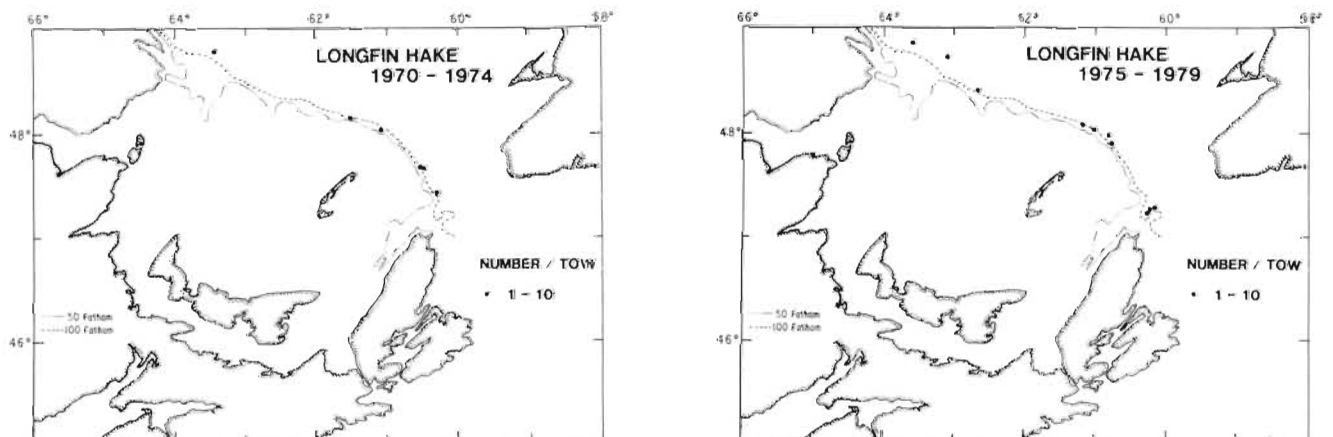 66° 64° 62° 60° 58°
LONGFIN HAKE
1970 - 1974
48°
NUMBER / TOW
• 1 - 10
50 Fathom
100 Fathom
46°
66° 64° 62° 60° 58°
LONGFIN HAKE
1975 - 1979
48°
NUMBER / TOW
• 1 - 10
50 Fathom
100 Fathom
46°